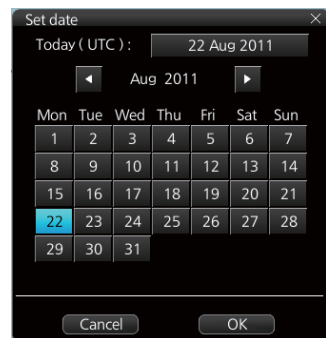 Set date ×
Today ( UTC ) : 22 Aug 2011
Aug 2011
Mon Tue Wed Thu Fri Sat Sun
1 2 3 4 5 6 7
8 9 10 11 12 13 14
15 16 17 18 19 20 21
22 23 24 25 26 27 28
29 30 31
Cancel OK